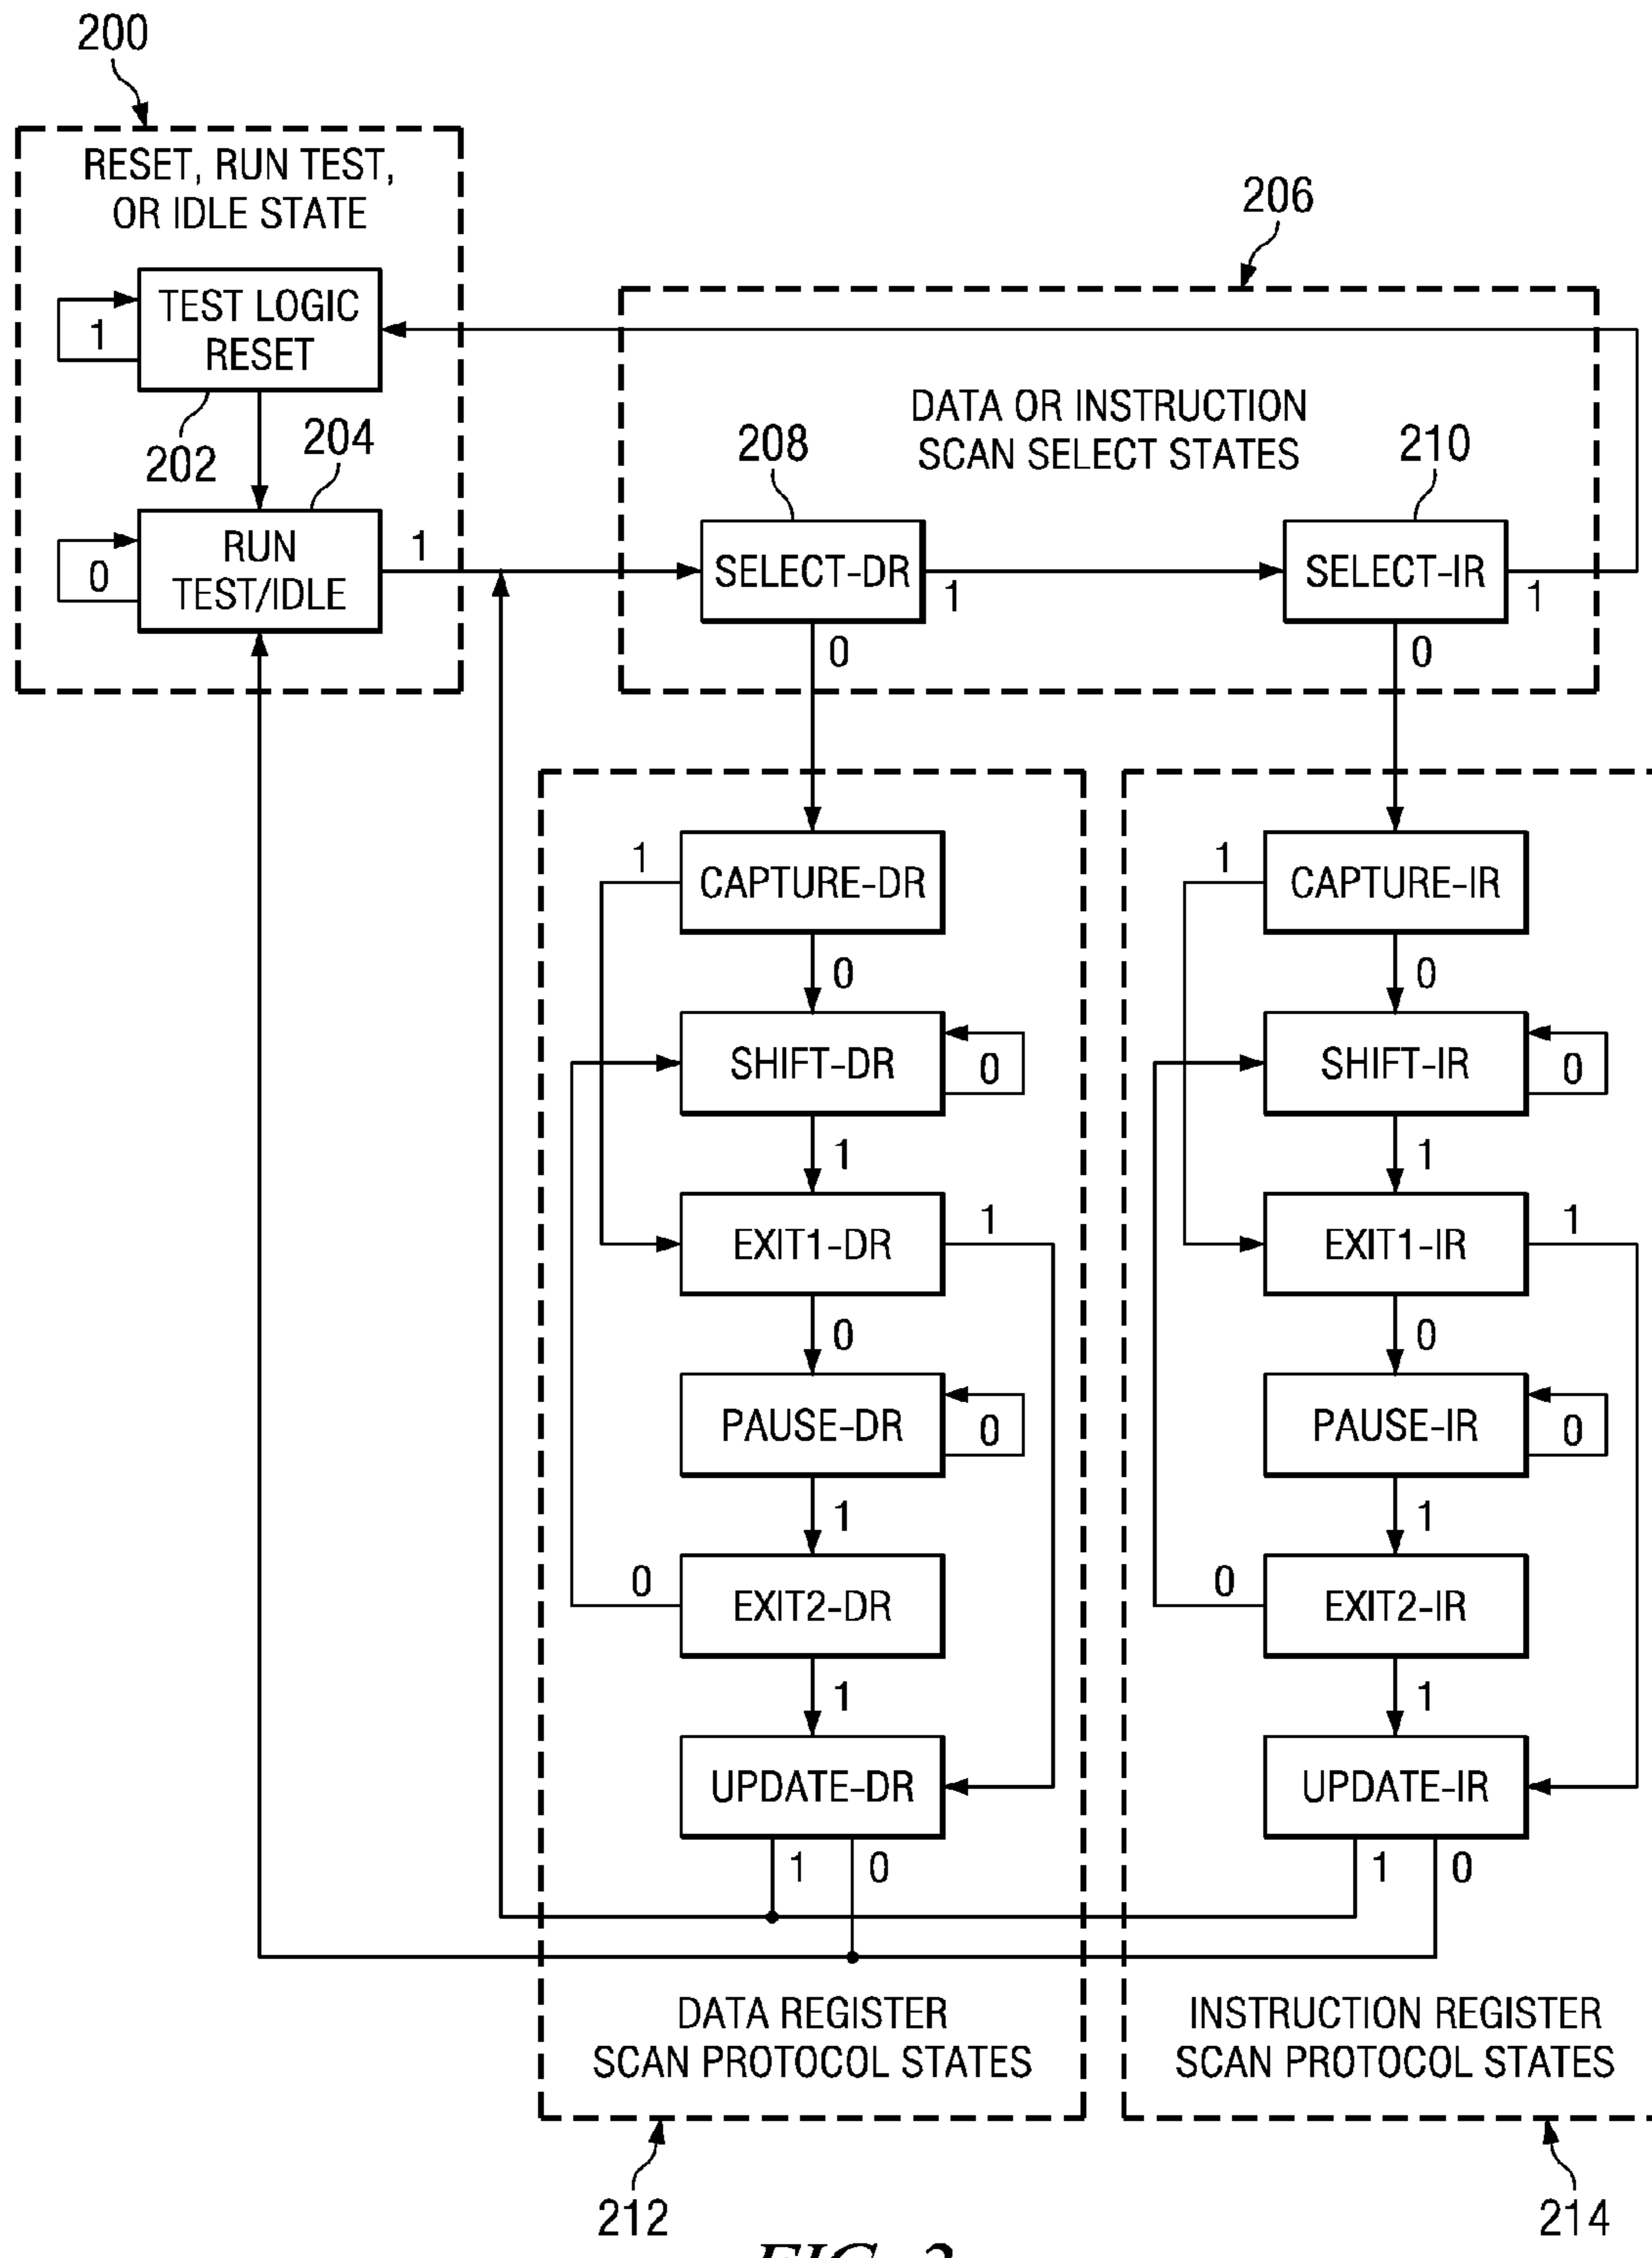 200
RESET, RUN TEST,
OR IDLE STATE
206
TEST LOGIC
RESET
1
202
204
DATA OR INSTRUCTION
SCAN SELECT STATES
208
210
RUN
TEST/IDLE
0
1
SELECT-DR
1
SELECT-IR
1
0
0
1
CAPTURE-DR
0
SHIFT-DR
0
1
EXIT1-DR
1
0
PAUSE-DR
0
1
0
EXIT2-DR
1
UPDATE-DR
1
0
DATA REGISTER
SCAN PROTOCOL STATES
212
1
CAPTURE-IR
0
SHIFT-IR
0
1
EXIT1-IR
1
0
PAUSE-IR
0
1
0
EXIT2-IR
1
UPDATE-IR
1
0
INSTRUCTION REGISTER
SCAN PROTOCOL STATES
214